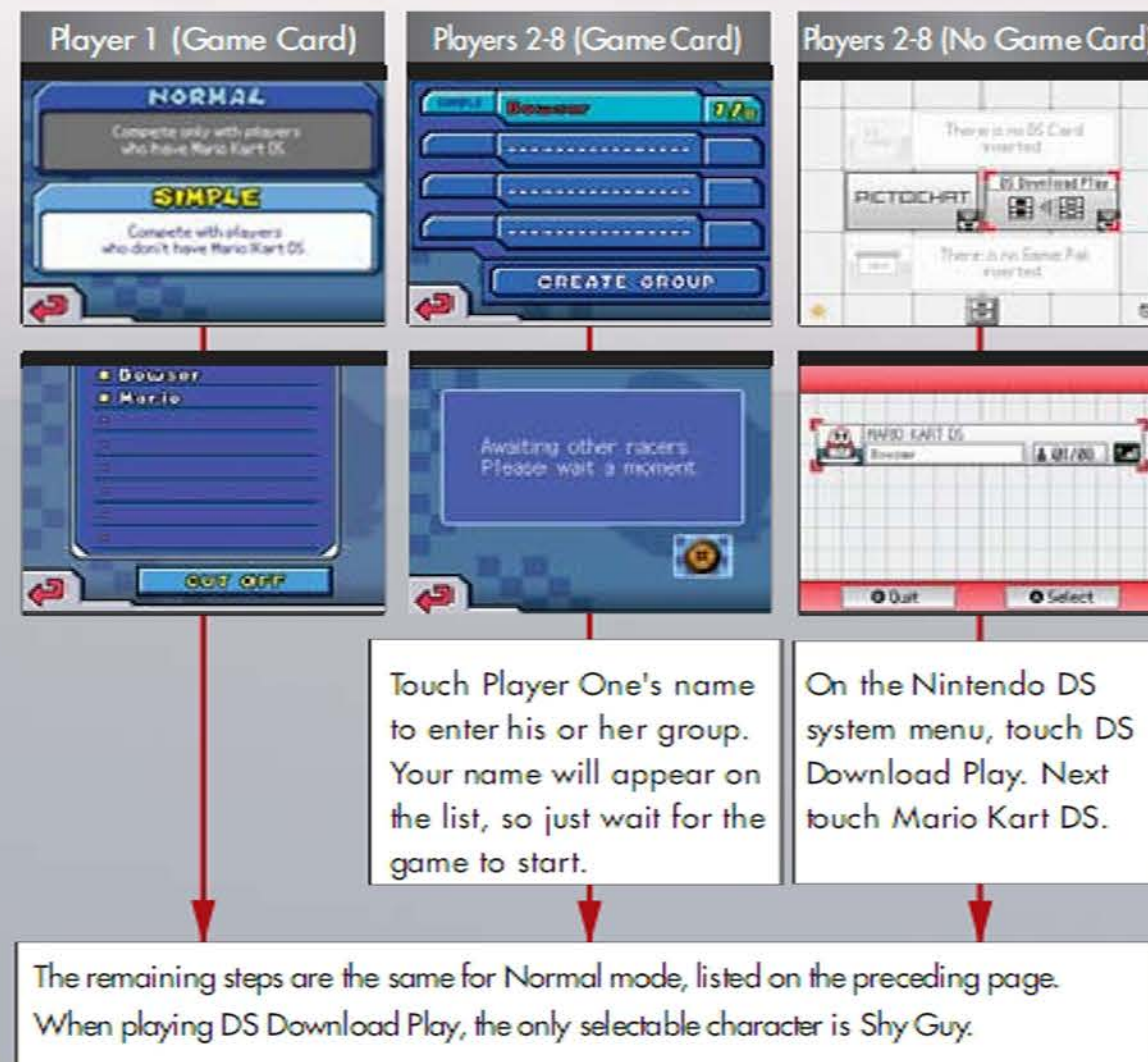 Player 1 (Game Card)
Players 2-8 (Game Card)
Players 2-8 (No Game Card
NORMAL
Compete only with players
who have Mario Kart DS
SIMPLE
Compete with players
who don't have Mario Kart DS
SIMPLE Bowser 1/8
CREATE GROUP
There is no DS Card
inserted
PICTOCHAT
DS Download Play
There is no Game Pak
inserted
Bowser
Mario
CUT OFF
Awaiting other racers
Please wait a moment
MARIO KART DS
Bowser
01/08
Quit
Select
Touch Player One's name
to enter his or her group.
Your name will appear on
the list, so just wait for the
game to start.
On the Nintendo DS
system menu, touch DS
Download Play. Next
touch Mario Kart DS.
The remaining steps are the same for Normal mode, listed on the preceding page.
When playing DS Download Play, the only selectable character is Shy Guy.